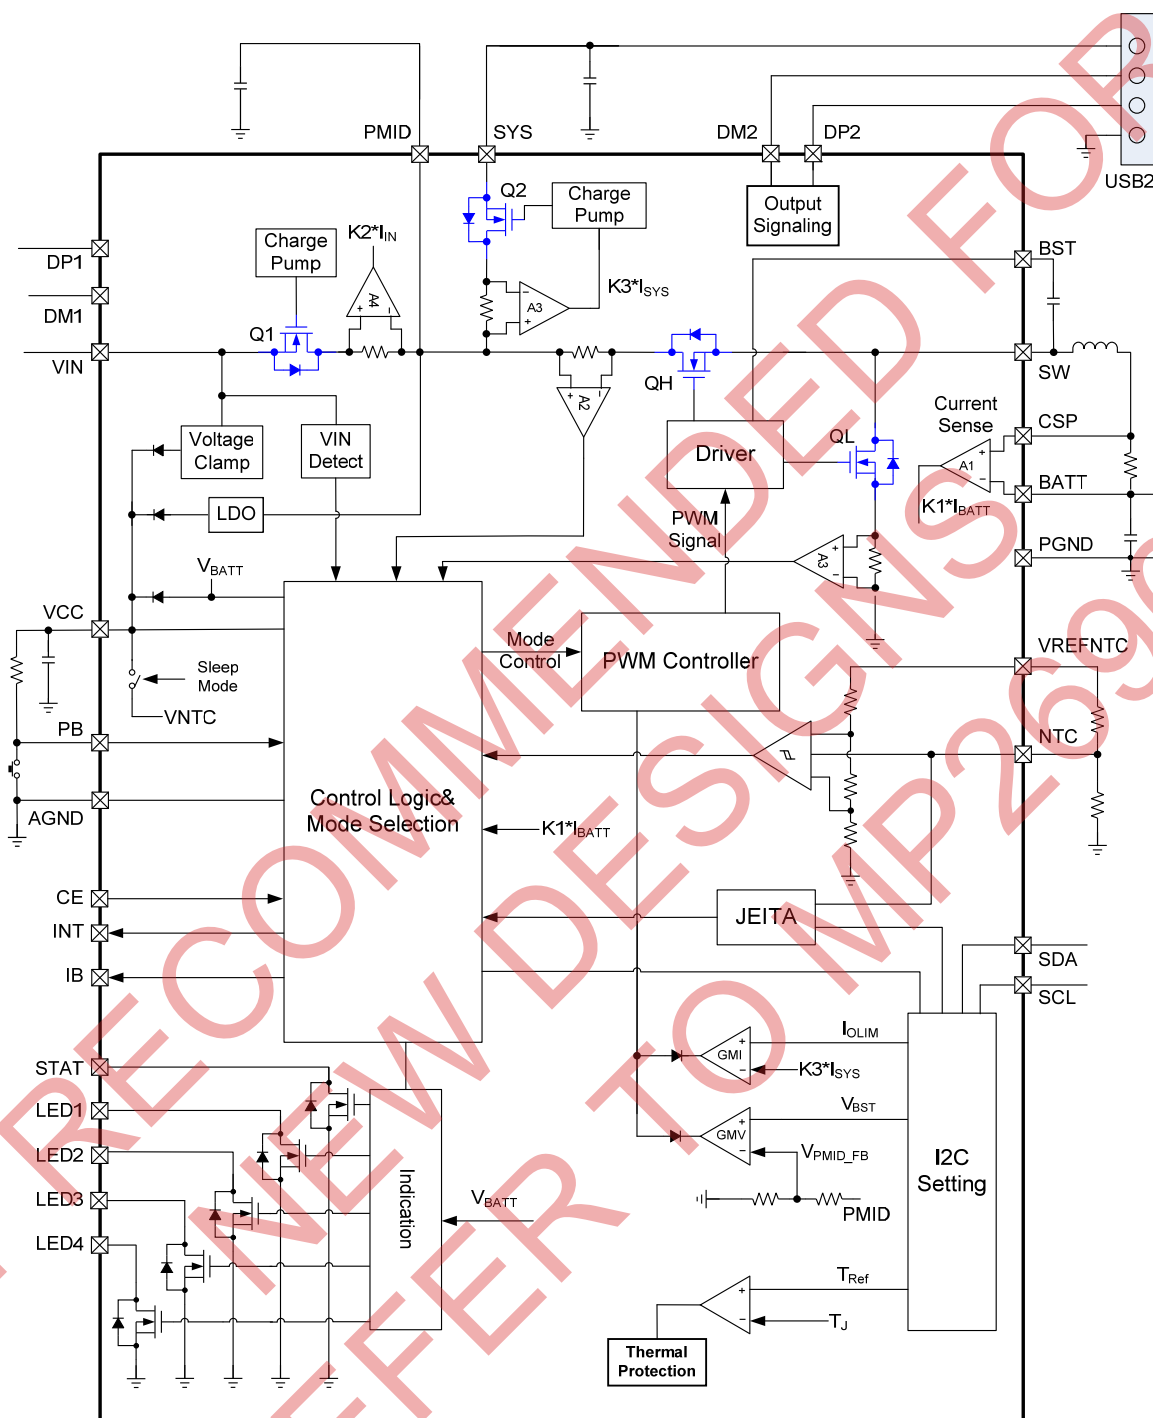 PMID
SYS
DM2
DP2
USB2
Q2
Charge
Pump
Output
Signaling
DP1
DM1
VIN
Charge
Pump
K2*IIN
A4
Q1
A3
K3*ISYS
BST
SW
QH
A2
Voltage
Clamp
VIN
Detect
LDO
Driver
QL
Current
Sense
CSP
A1
BATT
K1*IBATT
PWM
Signal
A3
PGND
VBATT
VCC
Sleep
Mode
VNTC
PB
AGND
Mode
Control
PWM Controller
VREFNTC
NTC
Control Logic&
Mode Selection
K1*IBATT
CE
INT
IB
JEITA
SDA
SCL
STAT
LED1
LED2
LED3
LED4
Indication
VBATT
IOLIM
GMI
K3*ISYS
VBST
GMV
VPMID_FB
PMID
I2C
Setting
TRef
TJ
Thermal
Protection
RECOMMENDED FOR
NEW DESIGNS
REFER TO MP269